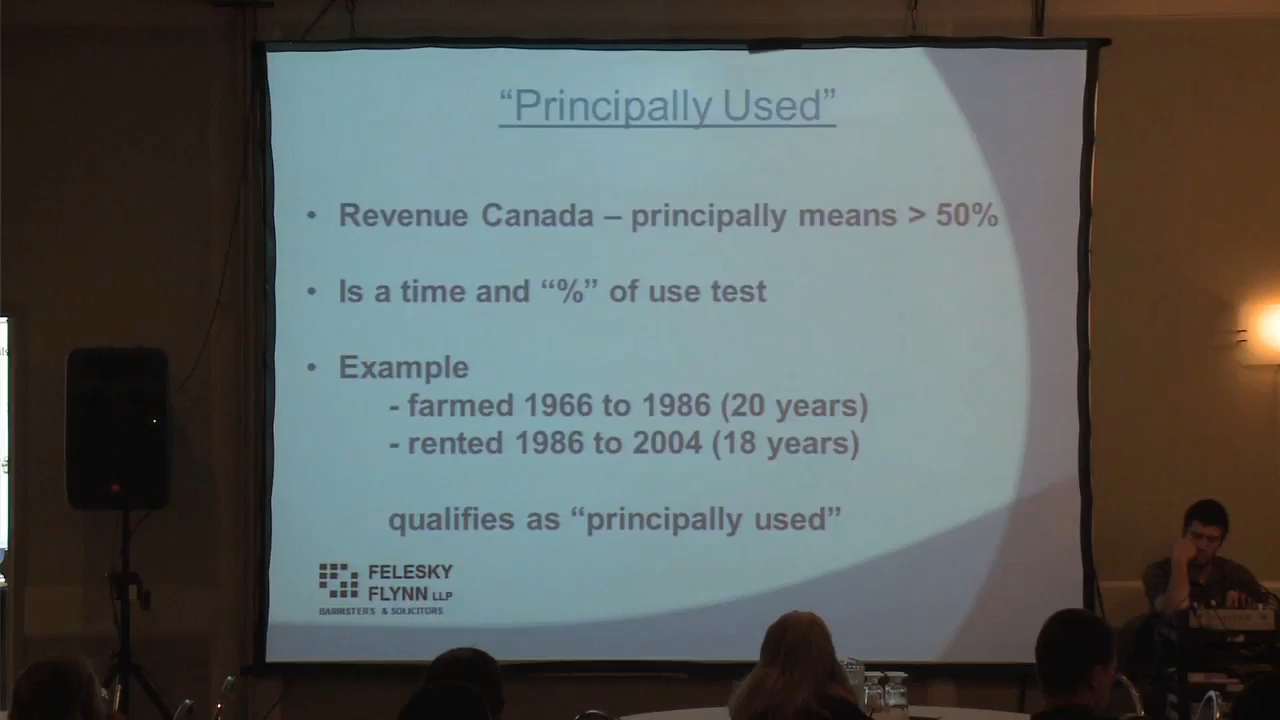 “Principally Used”
• Revenue Canada – principally means > 50%
• Is a time and “%” of use test
• Example
- farmed 1966 to 1986 (20 years)
- rented 1986 to 2004 (18 years)
qualifies as “principally used”
FELESKY
FLYNN LLP
BARRISTERS & SOLICITORS